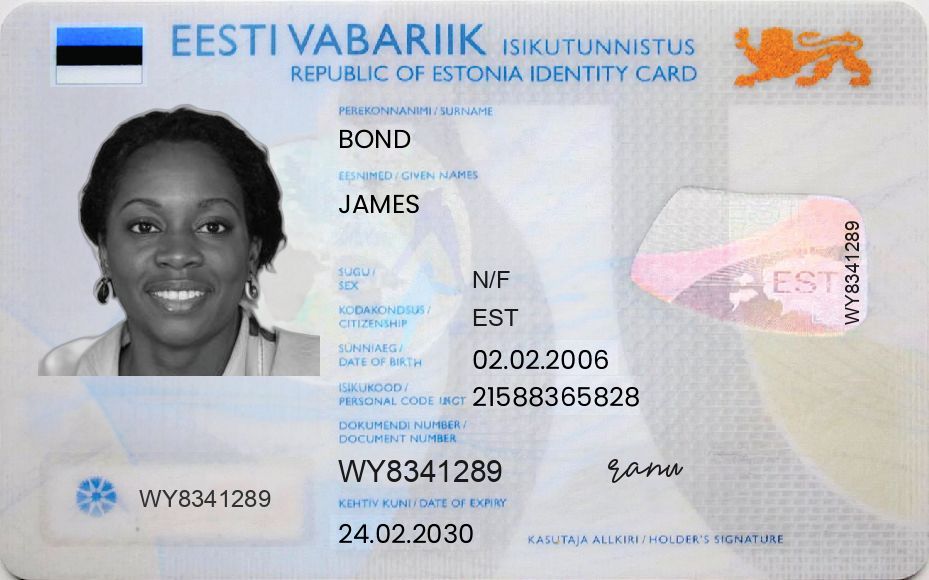 EESTI VABARIIK ISIKUTUNNISTUS
REPUBLIC OF ESTONIA IDENTITY CARD
PEREKONNANIMI / SURNAME
BOND
EESNIMED / GIVEN NAMES
JAMES
SUGU /
SEX
N/F
KODAKONDSUS /
CITIZENSHIP
EST
SÜNNIAEG /
DATE OF BIRTH
02.02.2006
ISIKUKOOD /
PERSONAL CODE
21588365828
DOKUMENDI NUMBER /
DOCUMENT NUMBER
WY8341289
ranu
WY8341289
KEHTIV KUNI / DATE OF EXPIRY
24.02.2030
KASUTAJA ALLKIRI / HOLDER'S SIGNATURE
EST
WY8341289